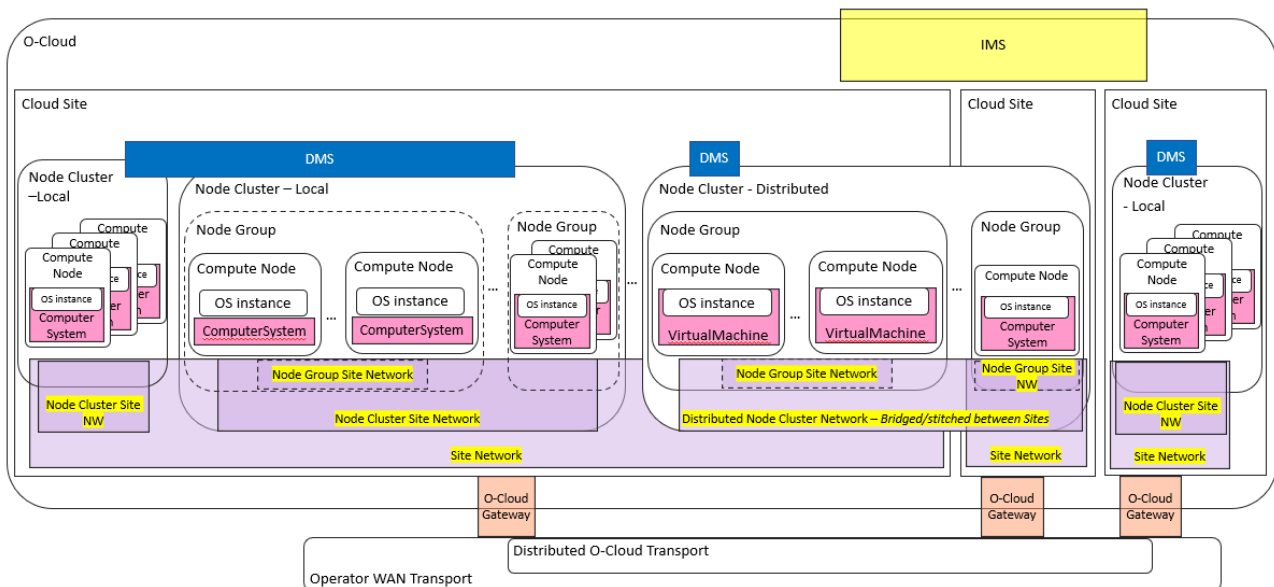 O-Cloud
IMS
Cloud Site
Cloud Site
Cloud Site
DMS
DMS
DMS
Node Cluster
–Local
Node Cluster – Local
Node Cluster - Distributed
Node Cluster
- Local
Node Group
Node Group
Node Group
Node Group
Compute
Compute
Compute
Node
OS instance
Computer
System
Compute Node
OS instance
ComputerSystem
...
Compute Node
OS instance
ComputerSystem
...
Compute
Compute
Node
OS instance
Computer
System
...
Compute Node
OS instance
VirtualMachine
...
Compute Node
OS instance
VirtualMachine
...
Compute Node
OS instance
Computer
System
Compute
Compute
Compute
Node
OS instance
Computer
System
Node Group Site Network
Node Group Site Network
Node Group Site
NW
Node Cluster Site
NW
Node Cluster Site Network
Distributed Node Cluster Network – Bridged/stitched between Sites
Node Cluster Site
NW
Site Network
Site Network
Site Network
O-Cloud
Gateway
O-Cloud
Gateway
O-Cloud
Gateway
Distributed O-Cloud Transport
Operator WAN Transport